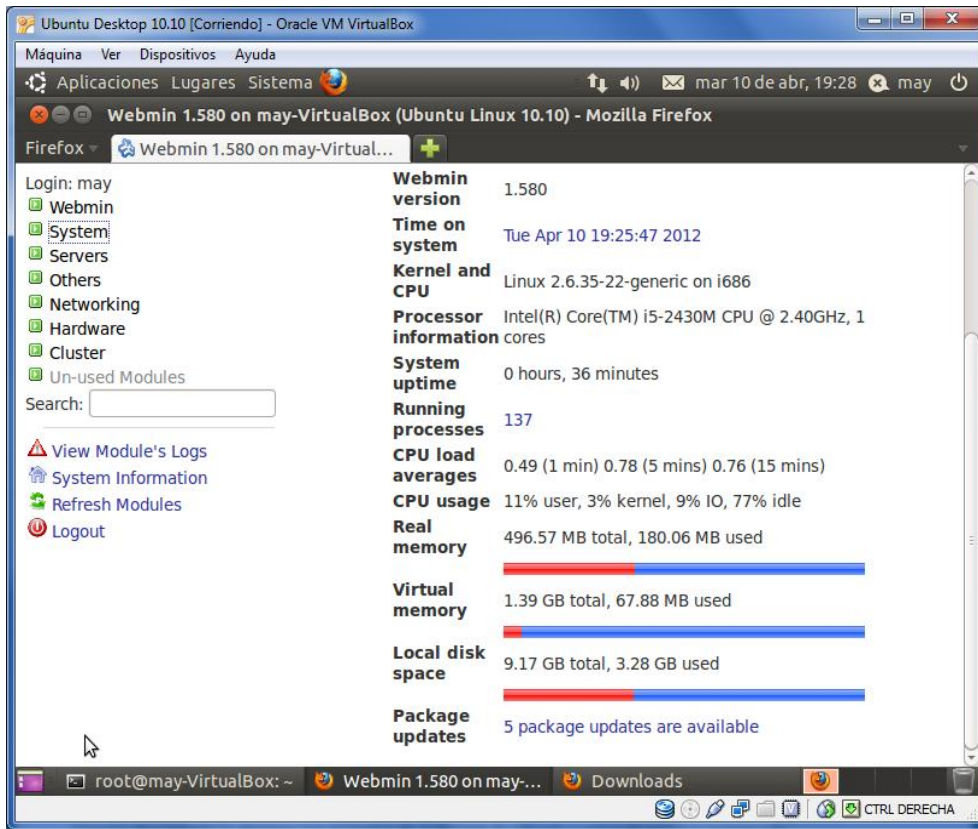 Ubuntu Desktop 10.10 [Corriendo] - Oracle VM VirtualBox
Máquina Ver Dispositivos Ayuda
Aplicaciones Lugares Sistema mar 10 de abr, 19:28 may
Webmin 1.580 on may-VirtualBox (Ubuntu Linux 10.10) - Mozilla Firefox
Firefox Webmin 1.580 on may-Virtual...
Login: may
Webmin
System
Servers
Others
Networking
Hardware
Cluster
Un-used Modules
Search:
View Module's Logs
System Information
Refresh Modules
Logout
Webmin
version 1.580
Time on
system Tue Apr 10 19:25:47 2012
Kernel and
CPU Linux 2.6.35-22-generic on i686
Processor Intel(R) Core(TM) i5-2430M CPU @ 2.40GHz, 1
information cores
System
uptime 0 hours, 36 minutes
Running
processes 137
CPU load
averages 0.49 (1 min) 0.78 (5 mins) 0.76 (15 mins)
CPU usage 11% user, 3% kernel, 9% IO, 77% idle
Real
memory 496.57 MB total, 180.06 MB used
Virtual
memory 1.39 GB total, 67.88 MB used
Local disk
space 9.17 GB total, 3.28 GB used
Package
updates 5 package updates are available
root@may-VirtualBox: ~ Webmin 1.580 on may-... Downloads
CTRL DERECHA